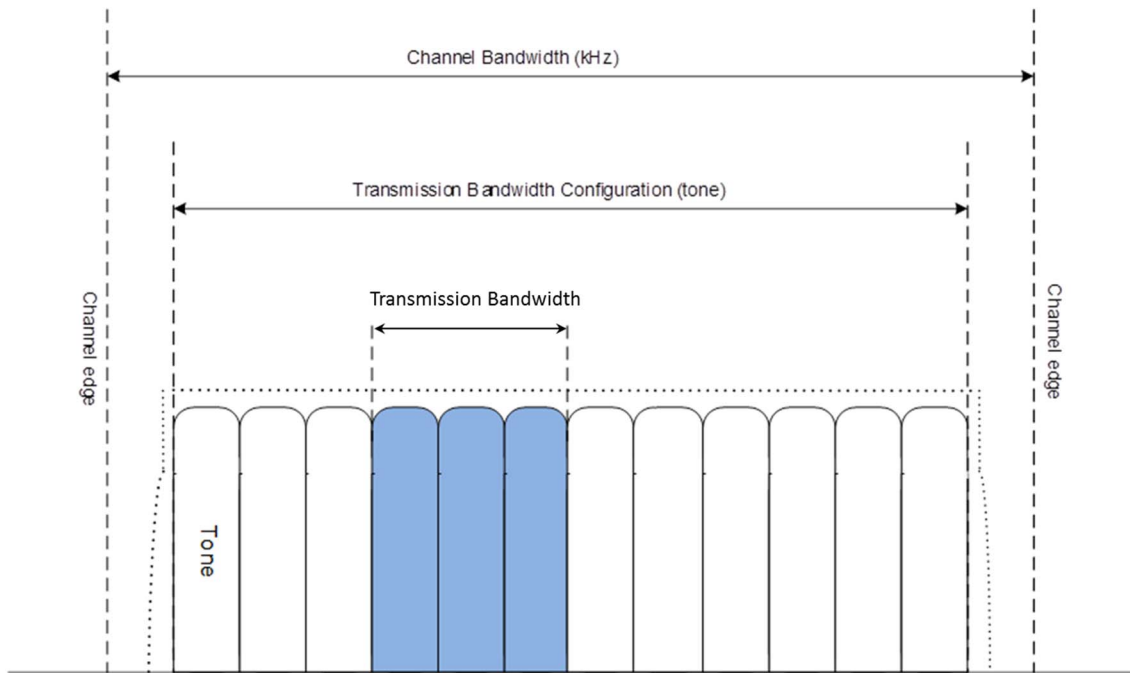 Channel Bandwidth (kHz)
Transmission Bandwidth Configuration (tone)
Transmission Bandwidth
Channel edge
Channel edge
Tone